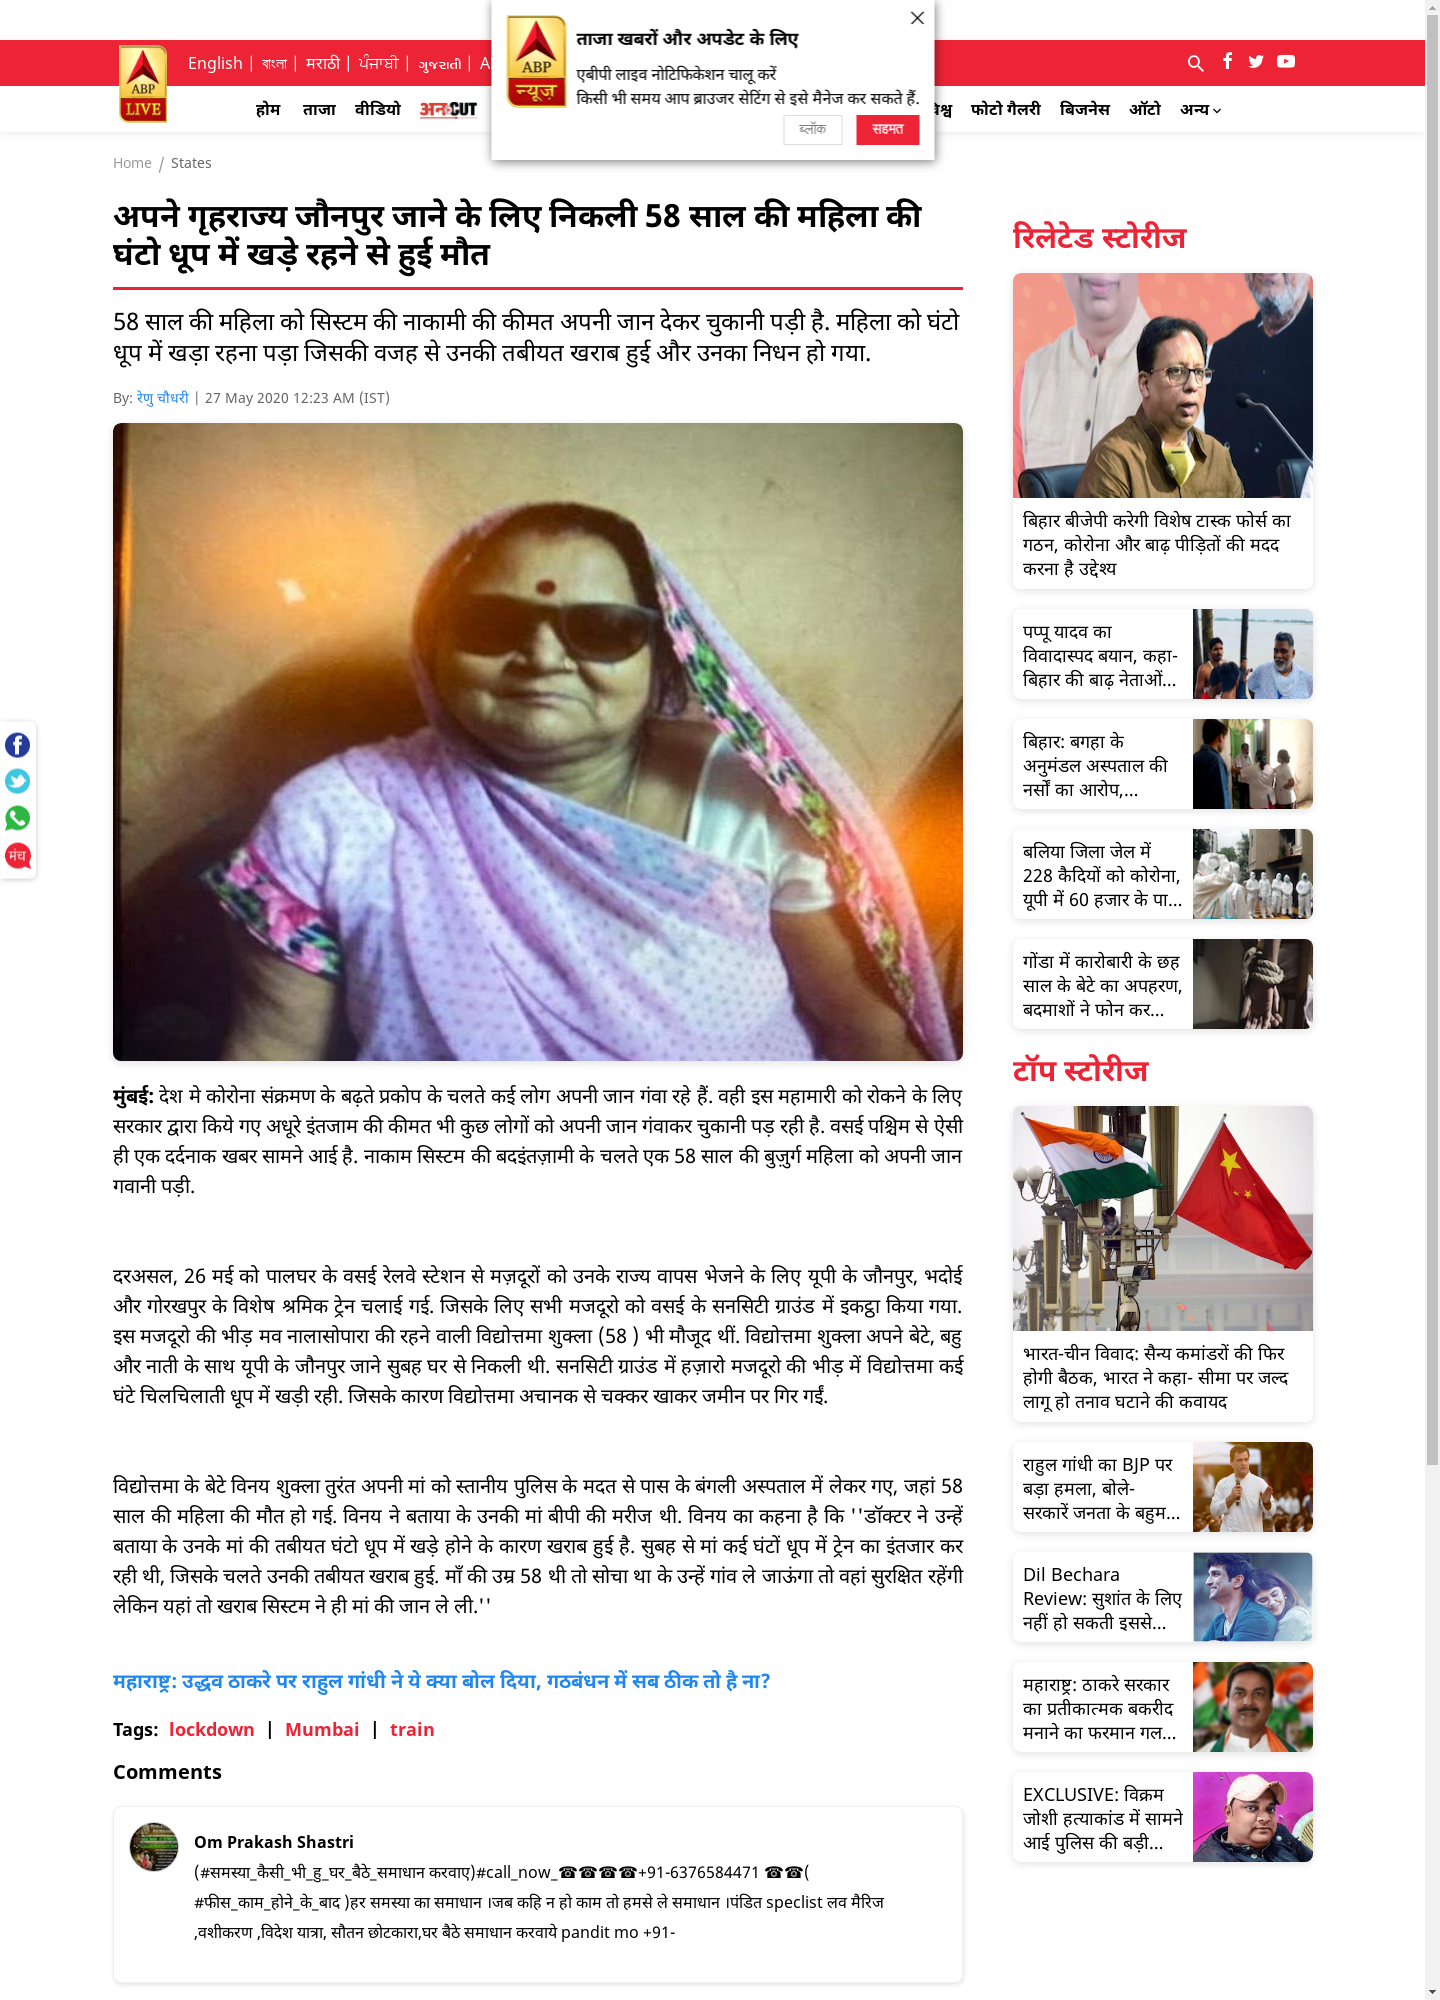 ताजा खबरों और अपडेट के लिए
एबीपी लाइव नोटिफिकेशन चालू करें
किसी भी समय आप ब्राउजर सेटिंग से इसे मैनेज कर सकते हैं.
ब्लॉक
सहमत
ABP
न्यूज़
ABP
LIVE
English | বাংলা | मराठी | ਪੰਜਾਬੀ | ગુજરાતી |
होम ताजा वीडियो अनCUT फोटो गैलरी बिजनेस ऑटो अन्य
Home / States
अपने गृहराज्य जौनपुर जाने के लिए निकली 58 साल की महिला की
घंटो धूप में खड़े रहने से हुई मौत
58 साल की महिला को सिस्टम की नाकामी की कीमत अपनी जान देकर चुकानी पड़ी है. महिला को घंटो
धूप में खड़ा रहना पड़ा जिसकी वजह से उनकी तबीयत खराब हुई और उनका निधन हो गया.
By: रेणु चौधरी | 27 May 2020 12:23 AM (IST)
मंच
मुंबई: देश मे कोरोना संक्रमण के बढ़ते प्रकोप के चलते कई लोग अपनी जान गंवा रहे हैं. वही इस महामारी को रोकने के लिए
सरकार द्वारा किये गए अधूरे इंतजाम की कीमत भी कुछ लोगों को अपनी जान गंवाकर चुकानी पड़ रही है. वसई पश्चिम से ऐसी
ही एक दर्दनाक खबर सामने आई है. नाकाम सिस्टम की बदइंतज़ामी के चलते एक 58 साल की बुजुर्ग महिला को अपनी जान
गवानी पड़ी.
दरअसल, 26 मई को पालघर के वसई रेलवे स्टेशन से मज़दूरों को उनके राज्य वापस भेजने के लिए यूपी के जौनपुर, भदोई
और गोरखपुर के विशेष श्रमिक ट्रेन चलाई गई. जिसके लिए सभी मजदूरो को वसई के सनसिटी ग्राउंड में इकट्ठा किया गया.
इस मजदूरो की भीड़ मव नालासोपारा की रहने वाली विद्योत्तमा शुक्ला (58 ) भी मौजूद थीं. विद्योत्तमा शुक्ला अपने बेटे, बहु
और नाती के साथ यूपी के जौनपुर जाने सुबह घर से निकली थी. सनसिटी ग्राउंड में हज़ारो मजदूरो की भीड़ में विद्योत्तमा कई
घंटे चिलचिलाती धूप में खड़ी रही. जिसके कारण विद्योत्तमा अचानक से चक्कर खाकर जमीन पर गिर गईं.
विद्योत्तमा के बेटे विनय शुक्ला तुरंत अपनी मां को स्तानीय पुलिस के मदत से पास के बंगली अस्पताल में लेकर गए, जहां 58
साल की महिला की मौत हो गई. विनय ने बताया के उनकी मां बीपी की मरीज थी. विनय का कहना है कि ''डॉक्टर ने उन्हें
बताया के उनके मां की तबीयत घंटो धूप में खड़े होने के कारण खराब हुई है. सुबह से मां कई घंटों धूप में ट्रेन का इंतजार कर
रही थी, जिसके चलते उनकी तबीयत खराब हुई. माँ की उम्र 58 थी तो सोचा था के उन्हें गांव ले जाऊंगा तो वहां सुरक्षित रहेंगी
लेकिन यहां तो खराब सिस्टम ने ही मां की जान ले ली.''
महाराष्ट्र: उद्धव ठाकरे पर राहुल गांधी ने ये क्या बोल दिया, गठबंधन में सब ठीक तो है ना?
Tags: lockdown | Mumbai | train
Comments
Om Prakash Shastri
(#समस्या_कैसी_भी_हु_घर_बैठे_समाधान करवाए)#call_now_☎☎☎☎+91-6376584471 ☎☎(
#फीस_काम_होने_के_बाद )हर समस्या का समाधान ।जब कहि न हो काम तो हमसे ले समाधान ।पंडित speclist लव मैरिज
,वशीकरण ,विदेश यात्रा, सौतन छोटकारा,घर बैठे समाधान करवाये pandit mo +91-
रिलेटेड स्टोरीज
बिहार बीजेपी करेगी विशेष टास्क फोर्स का
गठन, कोरोना और बाढ़ पीड़ितों की मदद
करना है उद्देश्य
पप्पू यादव का
विवादास्पद बयान, कहा-
बिहार की बाढ़ नेताओं...
बिहार: बगहा के
अनुमंडल अस्पताल की
नर्सों का आरोप,...
बलिया जिला जेल में
228 कैदियों को कोरोना,
यूपी में 60 हजार के पा...
गोंडा में कारोबारी के छह
साल के बेटे का अपहरण,
बदमाशों ने फोन कर...
टॉप स्टोरीज
भारत-चीन विवाद: सैन्य कमांडरों की फिर
होगी बैठक, भारत ने कहा- सीमा पर जल्द
लागू हो तनाव घटाने की कवायद
राहुल गांधी का BJP पर
बड़ा हमला, बोले-
सरकारें जनता के बहुम...
Dil Bechara
Review: सुशांत के लिए
नहीं हो सकती इससे...
महाराष्ट्र: ठाकरे सरकार
का प्रतीकात्मक बकरीद
मनाने का फरमान गल...
EXCLUSIVE: विक्रम
जोशी हत्याकांड में सामने
आई पुलिस की बड़ी...